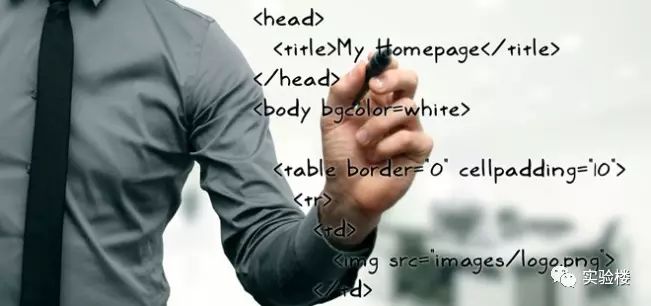 <head>
<title>My Homepage</title>
</head>
<body bgcolor=white>
<table border="0" cellpadding="10">
<tr>
<td>
<img src="images/logo.png">
</td>
实验楼